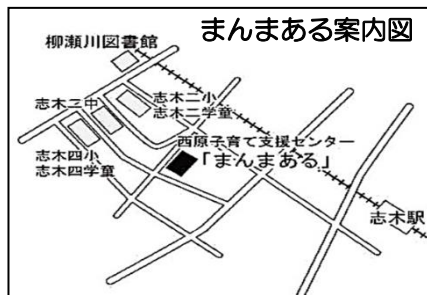 まんまある案内図
柳瀬川図書館
志木二中
志木二小
志木二学童
西原子育て支援センター
「まんまある」
志木四小
志木四学童
志木駅